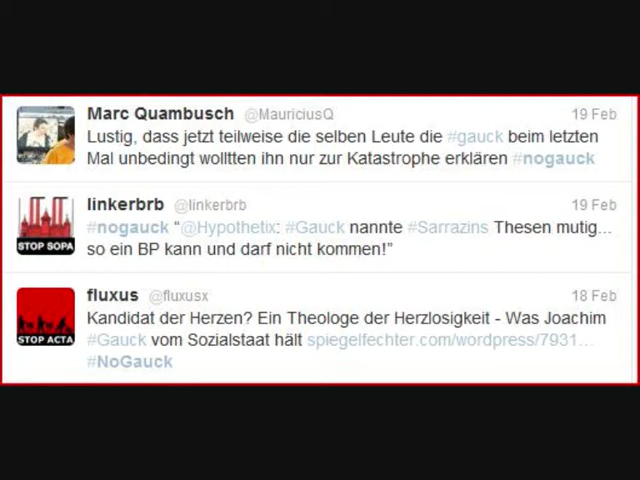 Marc Quambusch @MauriciusQ 19 Feb
Lustig, dass jetzt teilweise die selben Leute die #gauck beim letzten
Mal unbedingt wolltten ihn nur zur Katastrophe erklären #nogauck
linkerbrb @linkerbrb 19 Feb
#nogauck “@Hypothetix: #Gauck nannte #Sarrazins Thesen mutig...
so ein BP kann und darf nicht kommen!”
STOP SOPA
fluxus @fluxusx 18 Feb
Kandidat der Herzen? Ein Theologe der Herzlosigkeit - Was Joachim
#Gauck vom Sozialstaat hält spiegelfechter.com/wordpress/7931...
STOP ACTA
#NoGauck